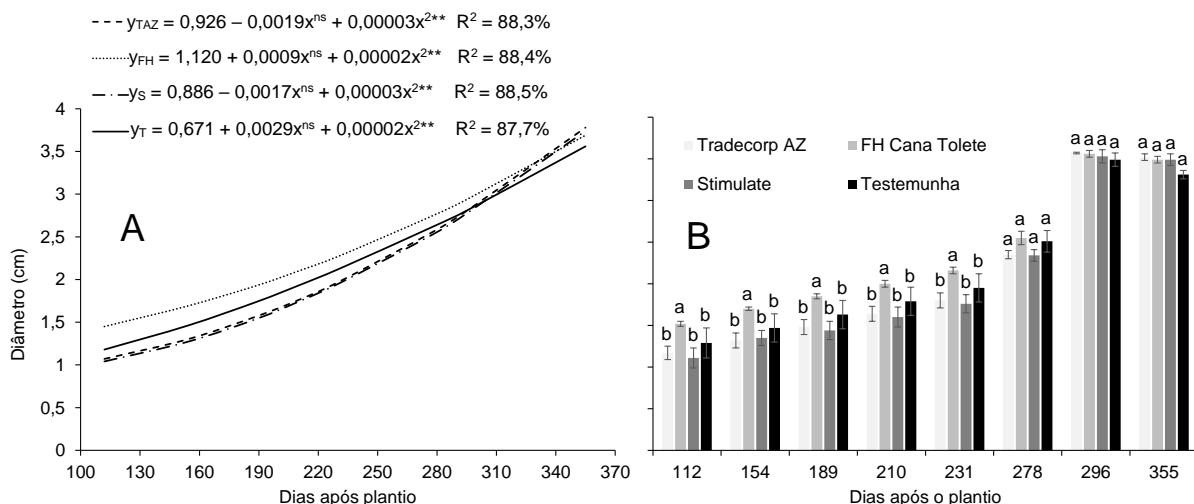 y_TAZ = 0,926 – 0,0019x^ns + 0,00003x^2** R^2 = 88,3%
y_FH = 1,120 + 0,0009x^ns + 0,00002x^2** R^2 = 88,4%
y_S = 0,886 – 0,0017x^ns + 0,00003x^2** R^2 = 88,5%
y_T = 0,671 + 0,0029x^ns + 0,00002x^2** R^2 = 87,7%
Diâmetro (cm)
4
3,5
3
2,5
2
1,5
1
0,5
0
A
100 130 160 190 220 250 280 310 340 370
Dias após plantio
Tradecorp AZ FH Cana Tolete
Stimulate Testemunha
B
b a b b
b a b b
b a b b
b a b b
b a b b
a a a a
a a a a
a a a a
112 154 189 210 231 278 296 355
Dias após o plantio